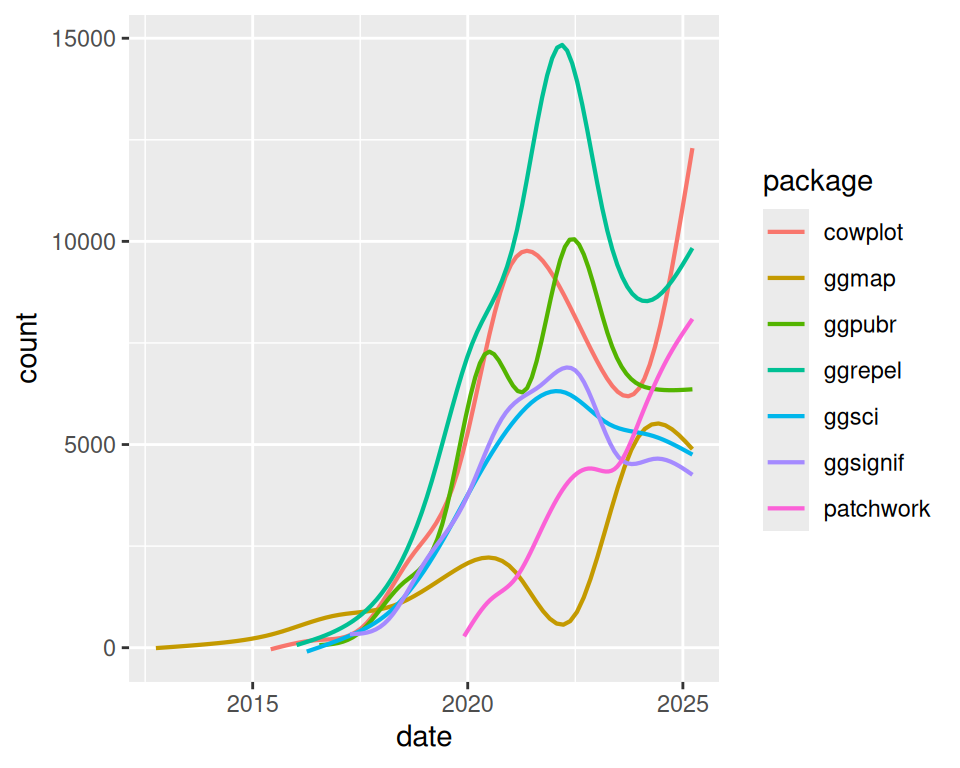 15000
10000
5000
0
count
2015
2020
2025
date
package
cowplot
ggmap
ggpubr
ggrepel
ggsci
ggsignif
patchwork